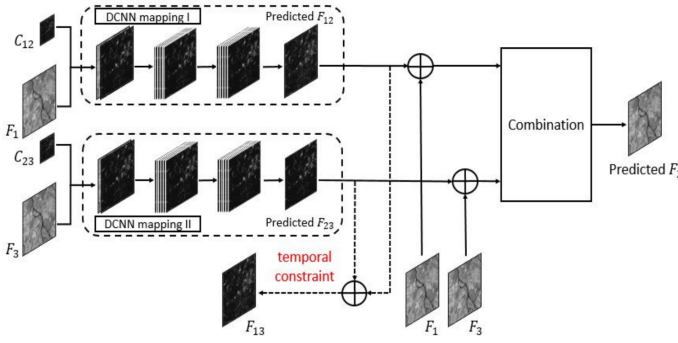 DCNN mapping I
Predicted F12
C12
F1
C23
F3
DCNN mapping II
Predicted F23
temporal
constraint
F13
F1
F3
Combination
Predicted